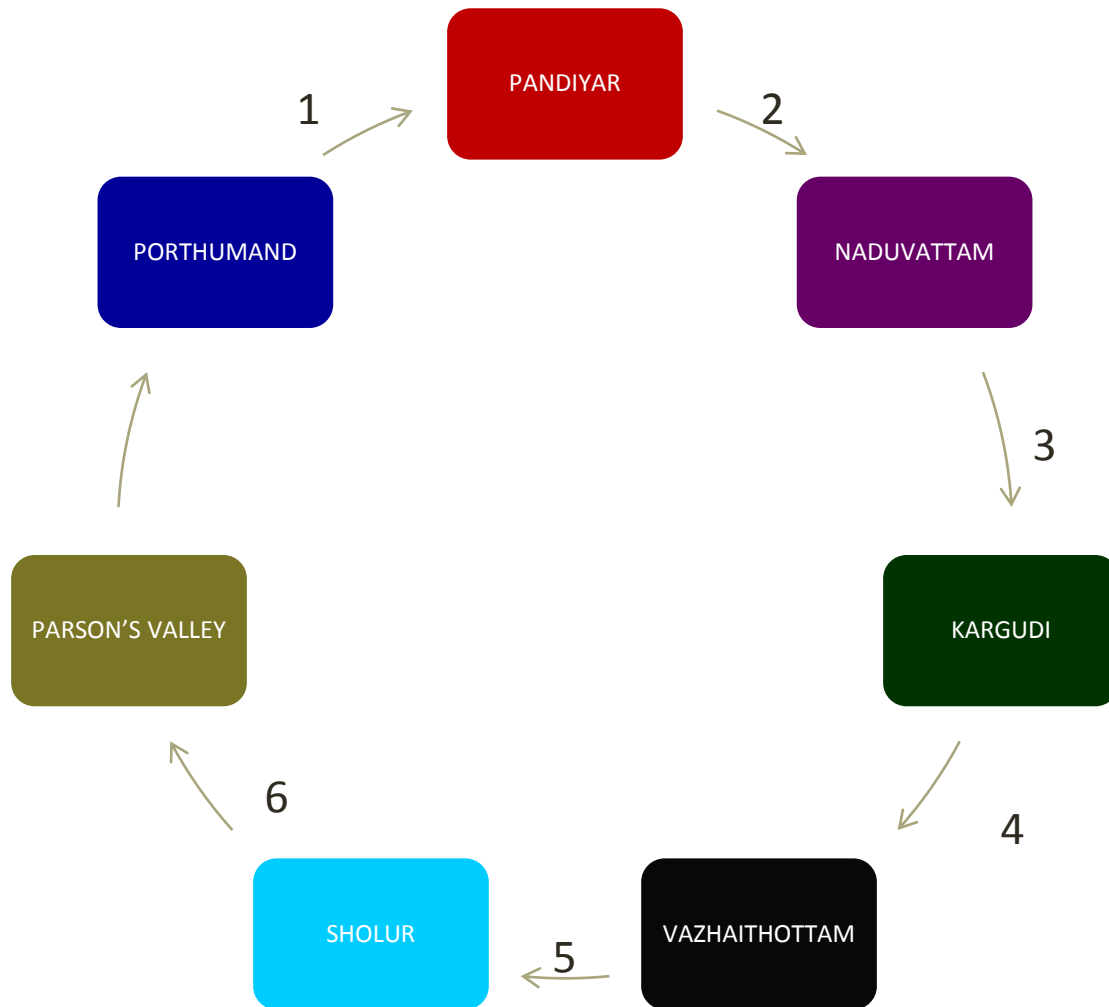 PANDIYAR
1
2
PORTHUMAND
NADUVATTAM
3
PARSON’S VALLEY
KARGUDI
6
4
SHOLUR
VAZHAITHOTTAM
5